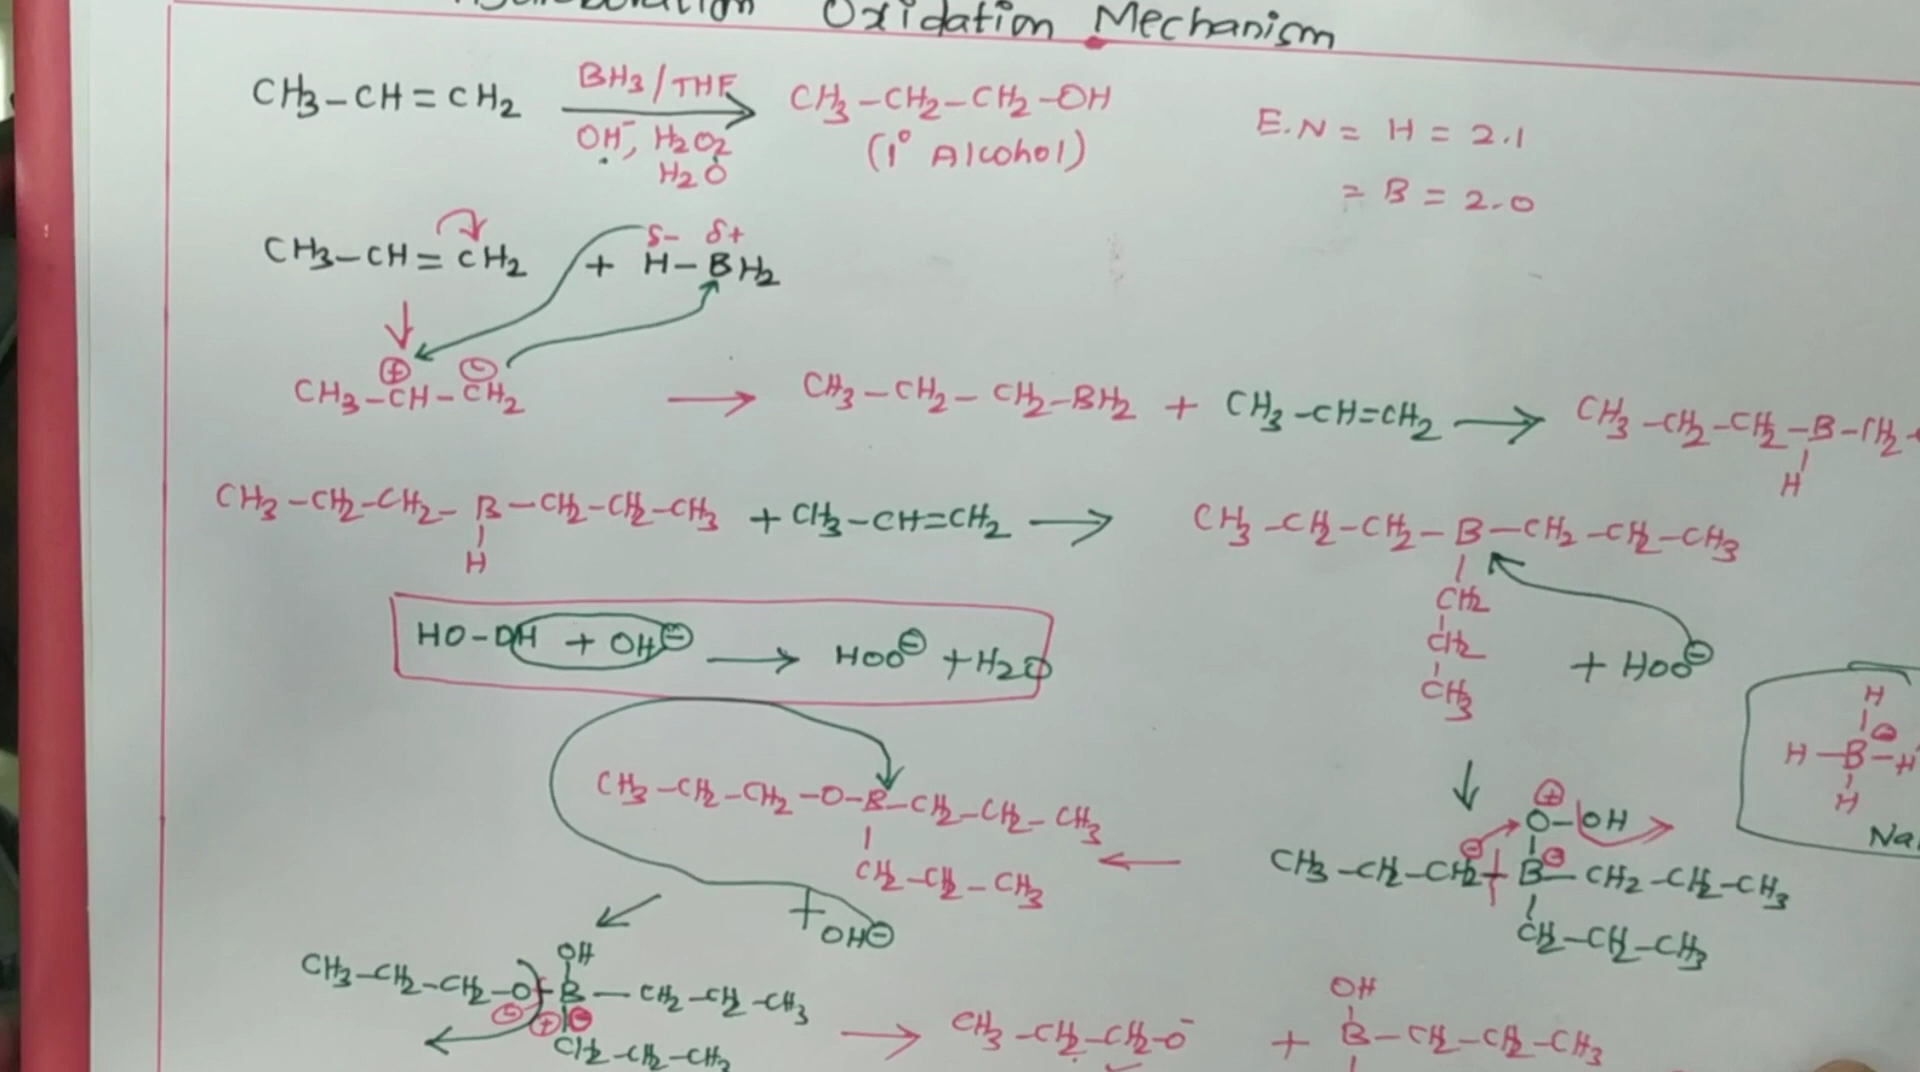 Oxidation Mechanism
CH3-CH=CH2 BH3/THF CH3-CH2-CH2-OH
OH-, H2O2 (1° Alcohol)
H2O
E.N = H = 2.1
= B = 2.0
CH3-CH=CH2 + δ- δ+
H-BH2
⊕ ⊖
CH3-CH-CH2 → CH3-CH2-CH2-BH2 + CH3-CH=CH2 → CH3-CH2-CH2-B-CH2-
H
CH3-CH2-CH2-B-CH2-CH2-CH3 + CH3-CH=CH2 → CH3-CH2-CH2-B-CH2-CH2-CH3
H
CH2
CH2
CH3
HO-OH + OH⊖ → HOO⊖ + H2O
+ HOO⊖
H
H-B⊖-H
H
Na
CH3-CH2-CH2-O-B-CH2-CH2-CH3
CH2-CH2-CH3
+ OH⊖
⊕
O-OH
⊖ ⊖
CH3-CH2-CH2-B-CH2-CH2-CH3
CH2-CH2-CH3
OH
CH3-CH2-CH2-O-B-CH2-CH2-CH3
⊖ ⊕ ⊖
CH2-CH2-CH3
→ CH3-CH2-CH2-O- + OH
B-CH2-CH2-CH3